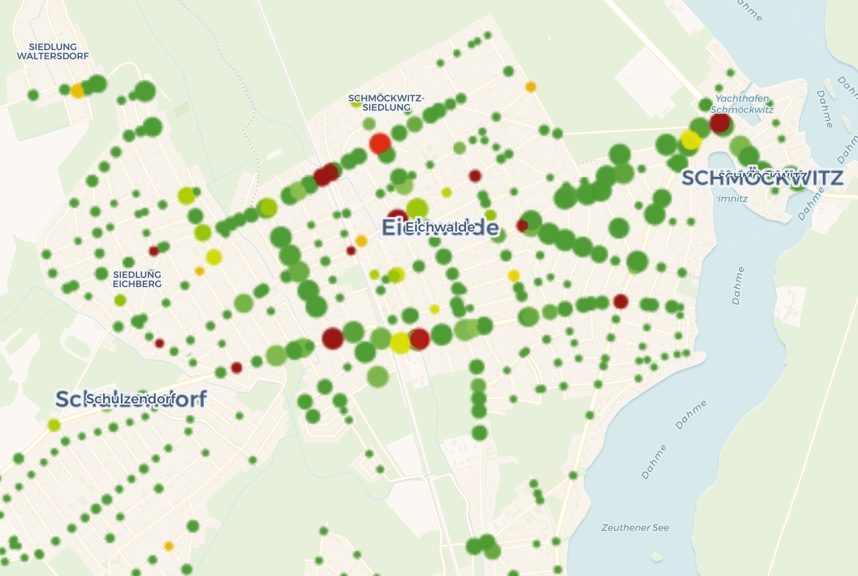 Dahme
SIEDLUNG
WALTERSDORF
SCHMÖCKWITZ-
SIEDLUNG
Yachthafen
Schmöckwitz
Dahme
Dahme
Dahme
SCHMÖCKWITZ
Dahme
Eichwalde
Eichwalde
SIEDLUNG
EICHBERG
Dahme
Schulzendorf
Schulzendorf
Dahme
Dahme
Zeuthener See